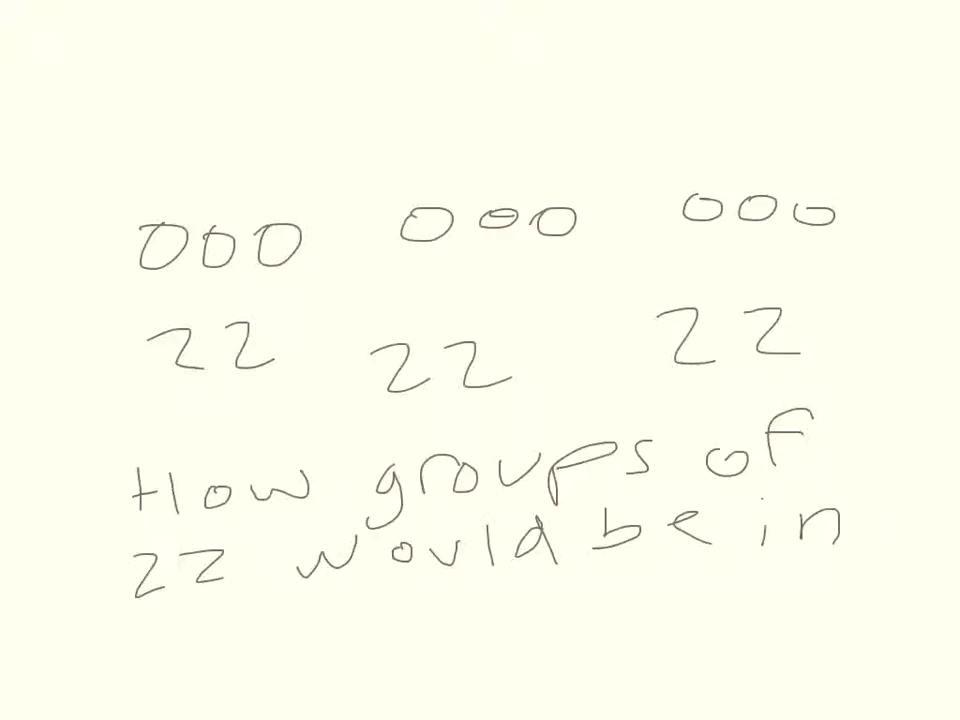 000 000 000
22 22 22
How groups of
22 would be in